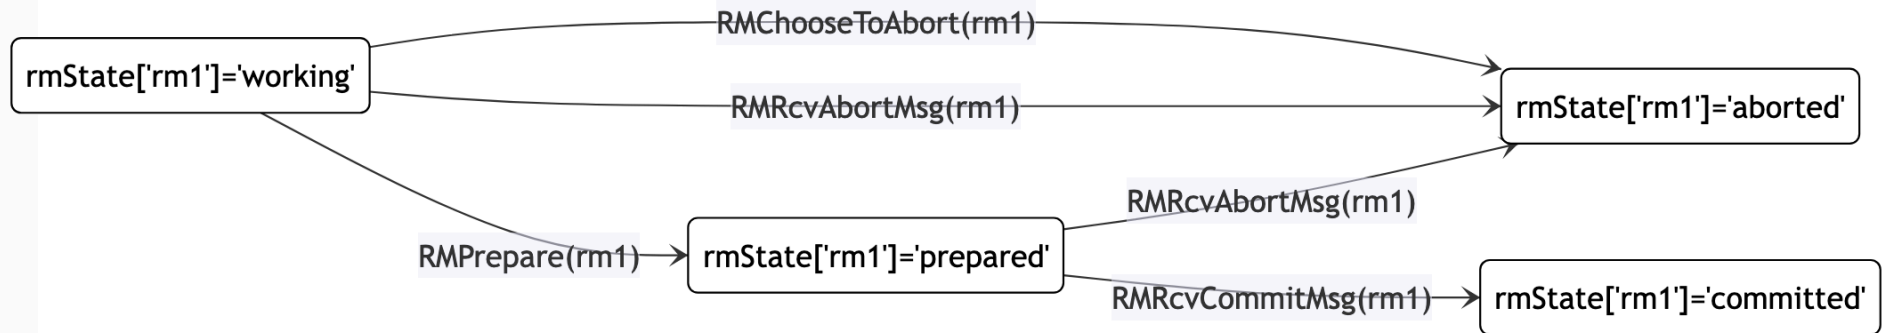 RMChooseToAbort(rm1)
rmState['rm1']='working'
RMRcvAbortMsg(rm1)
rmState['rm1']='aborted'
RMRcvAbortMsg(rm1)
RMPrepare(rm1)
rmState['rm1']='prepared'
RMRcvCommitMsg(rm1)
rmState['rm1']='committed'